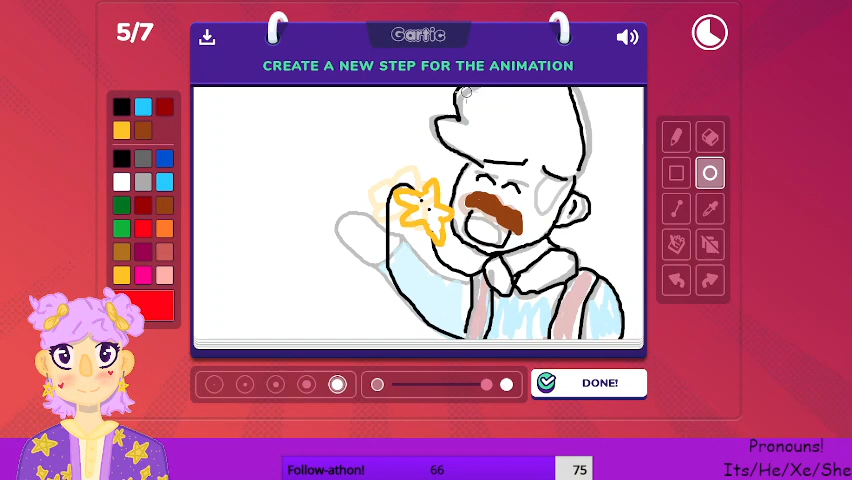 5/7
Gartic
CREATE A NEW STEP FOR THE ANIMATION
DONE!
Pronouns!
Its/He/Xe/She
Follow-athon! 66 75